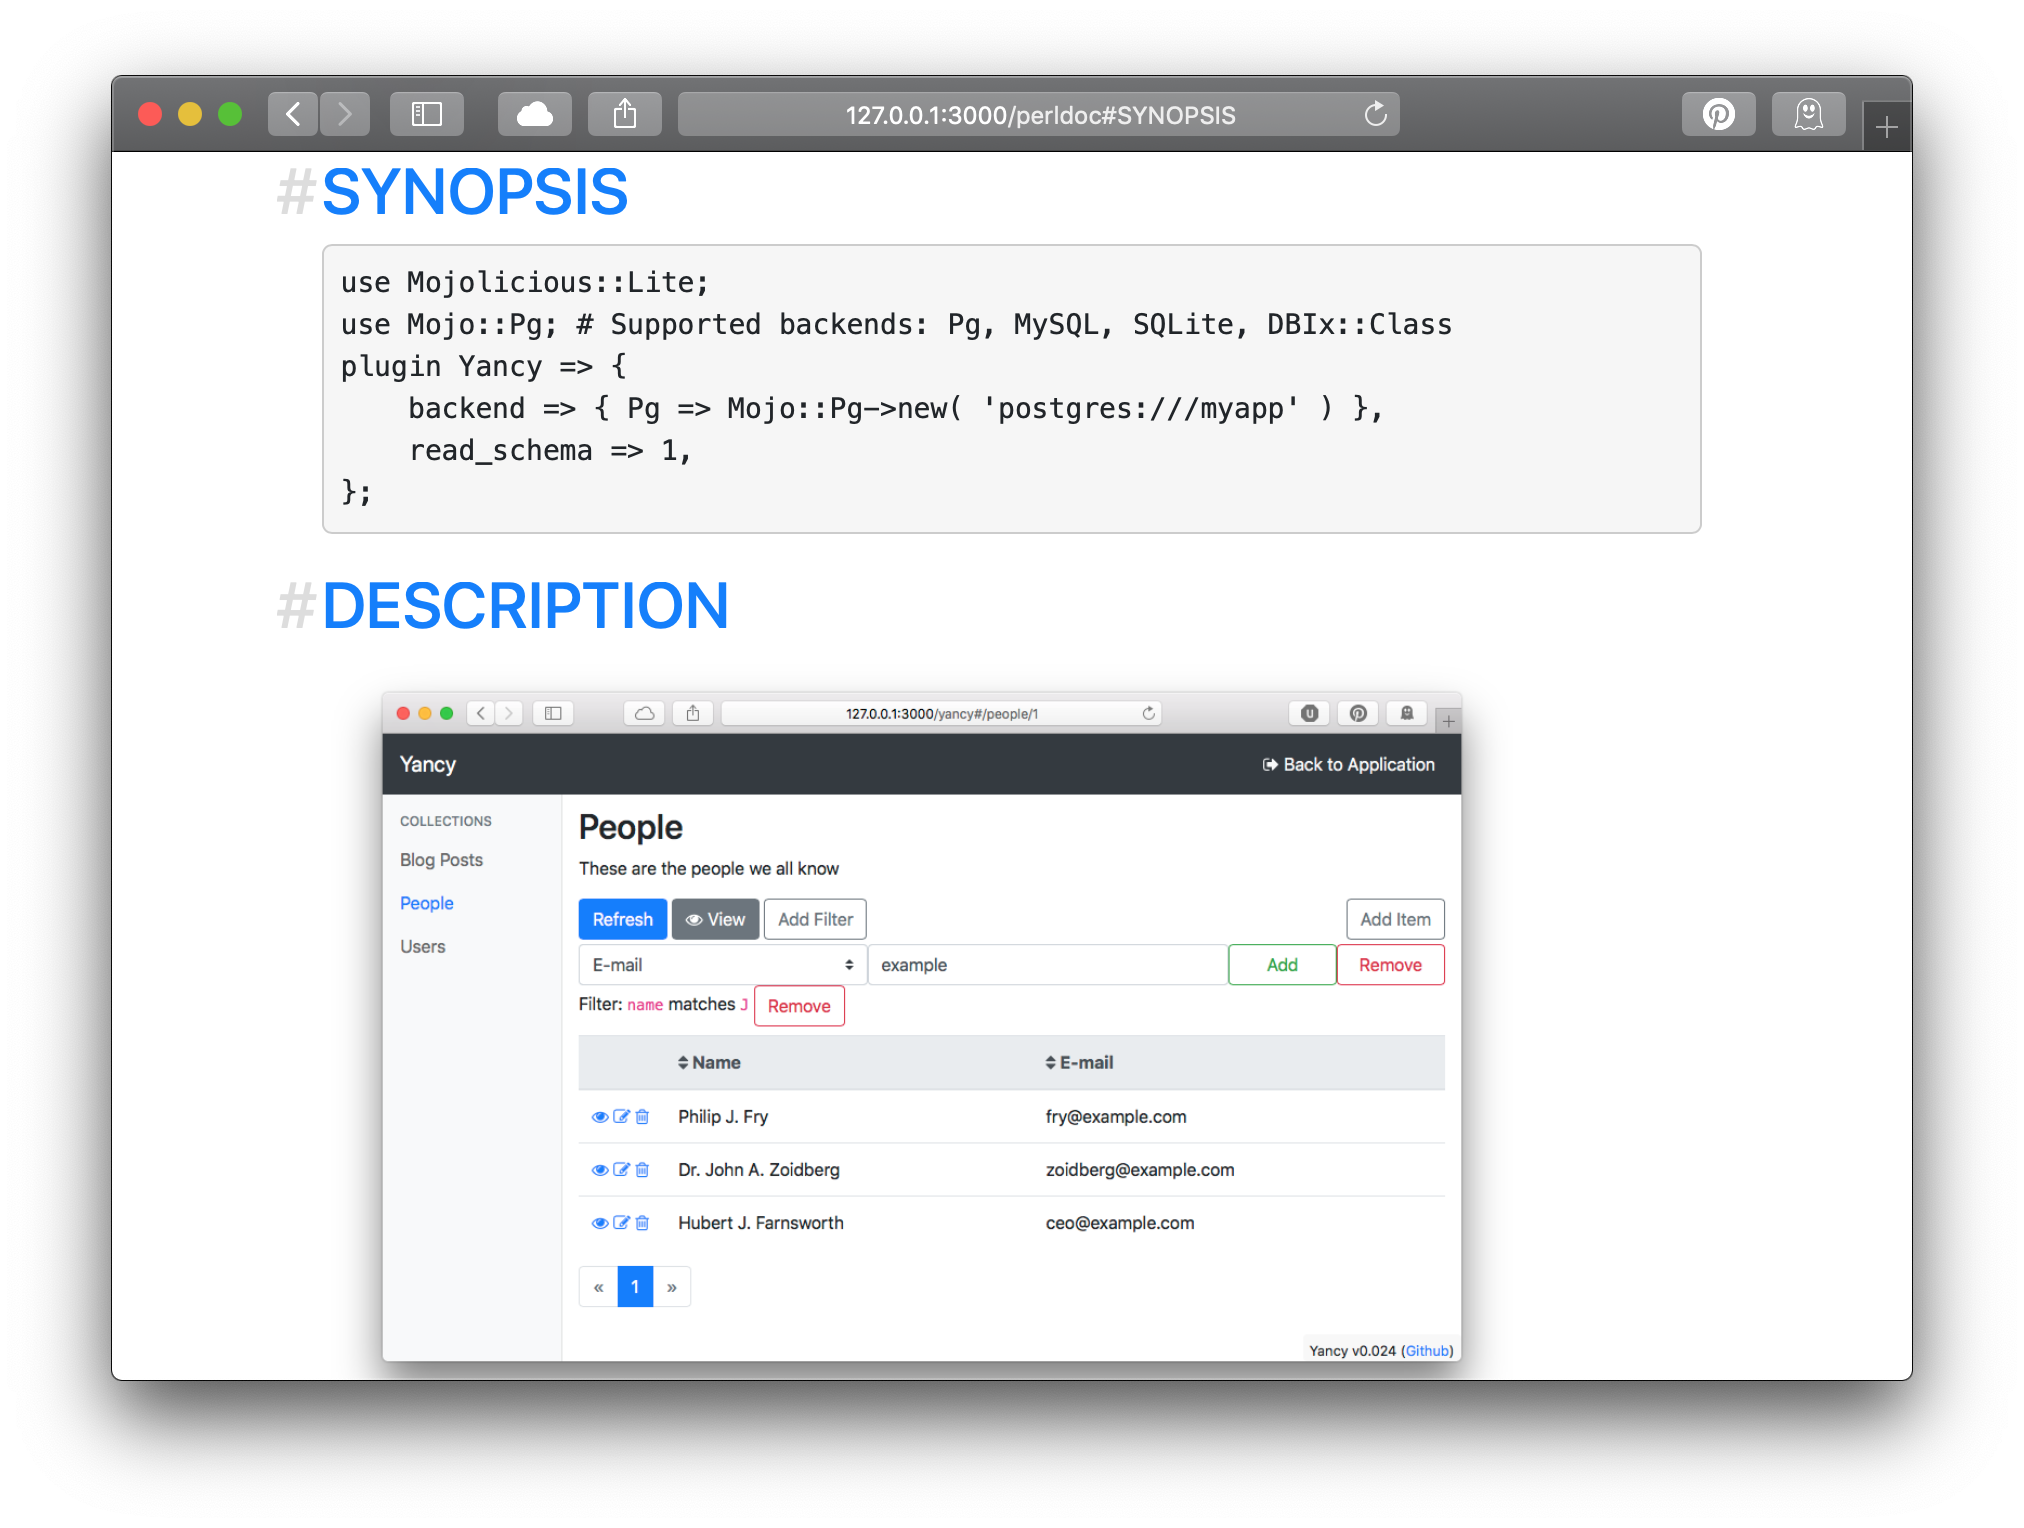 127.0.0.1:3000/perldoc#SYNOPSIS
#SYNOPSIS
use Mojolicious::Lite;
use Mojo::Pg; # Supported backends: Pg, MySQL, SQLite, DBIx::Class
plugin Yancy => {
    backend => { Pg => Mojo::Pg->new( 'postgres:///myapp' ) },
    read_schema => 1,
};
#DESCRIPTION
127.0.0.1:3000/yancy#/people/1
Yancy Back to Application
COLLECTIONS
Blog Posts
People
Users
People
These are the people we all know
Refresh View Add Filter Add Item
E-mail example Add Remove
Filter: name matches J Remove
Name E-mail
Philip J. Fry fry@example.com
Dr. John A. Zoidberg zoidberg@example.com
Hubert J. Farnsworth ceo@example.com
« 1 »
Yancy v0.024 (Github)